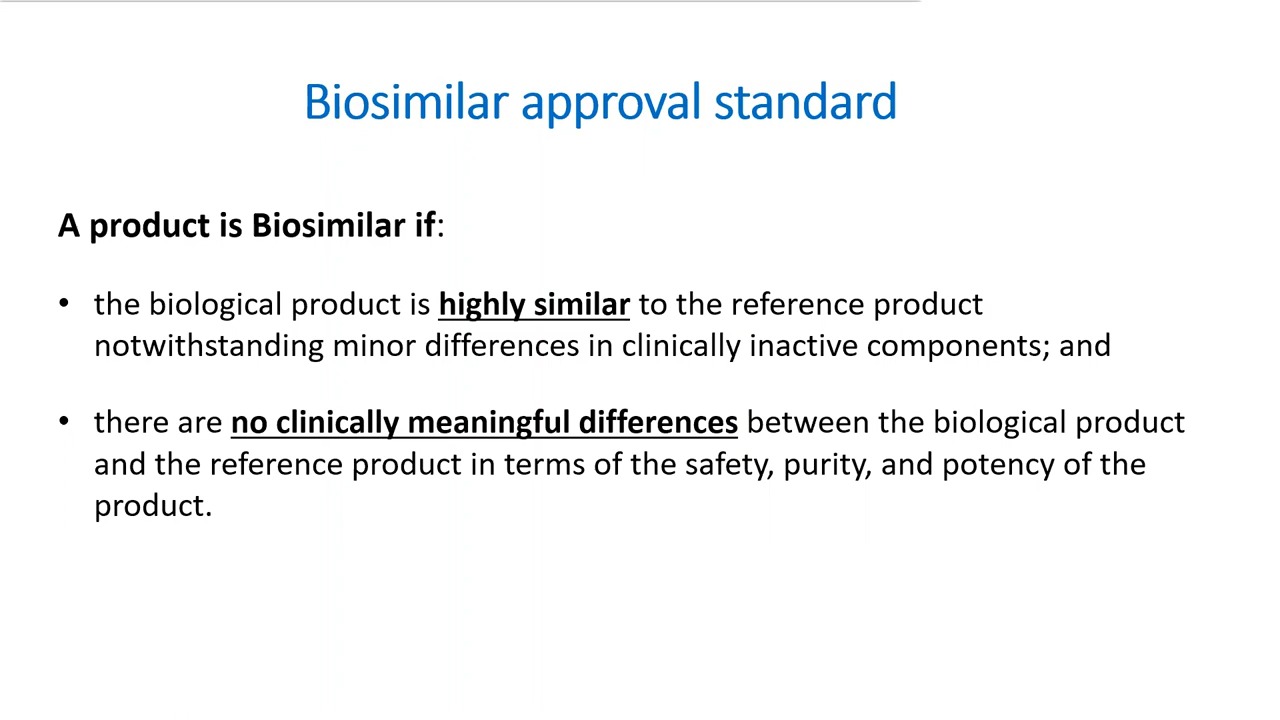 Biosimilar approval standard
A product is Biosimilar if:
• the biological product is highly similar to the reference product
notwithstanding minor differences in clinically inactive components; and
• there are no clinically meaningful differences between the biological product
and the reference product in terms of the safety, purity, and potency of the
product.